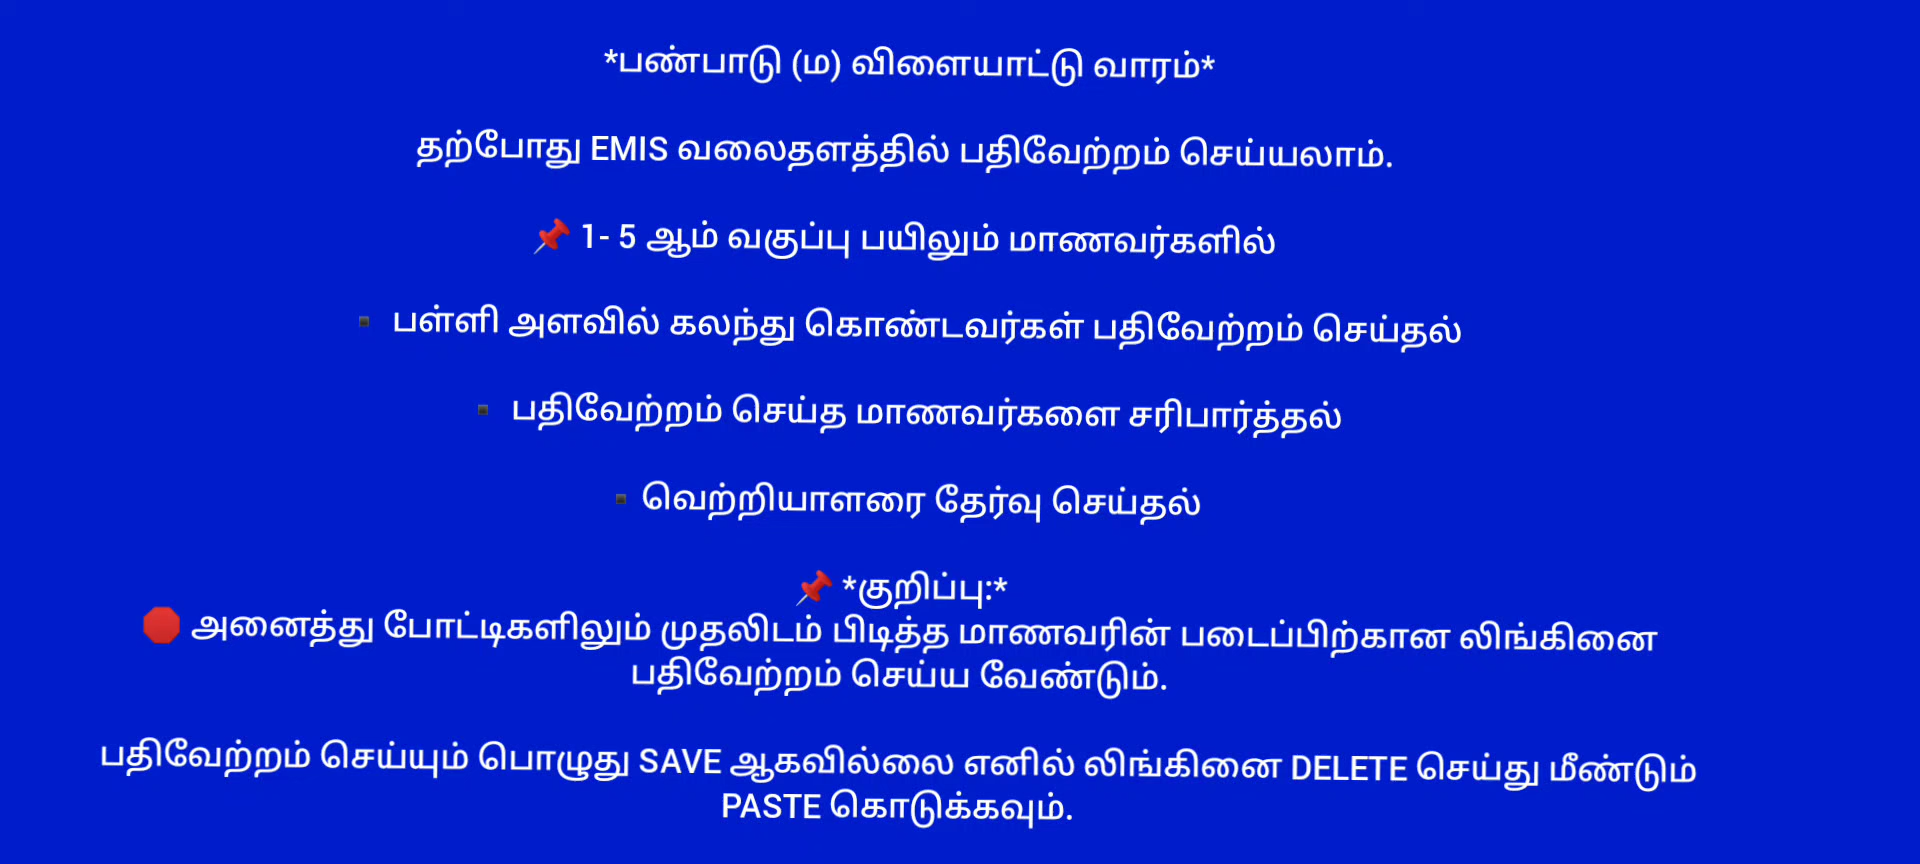 *பண்பாடு (ம) விளையாட்டு வாரம்*
தற்போது EMIS வலைதளத்தில் பதிவேற்றம் செய்யலாம்.
📌 1- 5 ஆம் வகுப்பு பயிலும் மாணவர்களில்
▪️ பள்ளி அளவில் கலந்து கொண்டவர்கள் பதிவேற்றம் செய்தல்
▪️ பதிவேற்றம் செய்த மாணவர்களை சரிபார்த்தல்
▪️வெற்றியாளரை தேர்வு செய்தல்
📌 *குறிப்பு:*
🛑 அனைத்து போட்டிகளிலும் முதலிடம் பிடித்த மாணவரின் படைப்பிற்கான லிங்கினை
பதிவேற்றம் செய்ய வேண்டும்.
பதிவேற்றம் செய்யும் பொழுது SAVE ஆகவில்லை எனில் லிங்கினை DELETE செய்து மீண்டும்
PASTE கொடுக்கவும்.